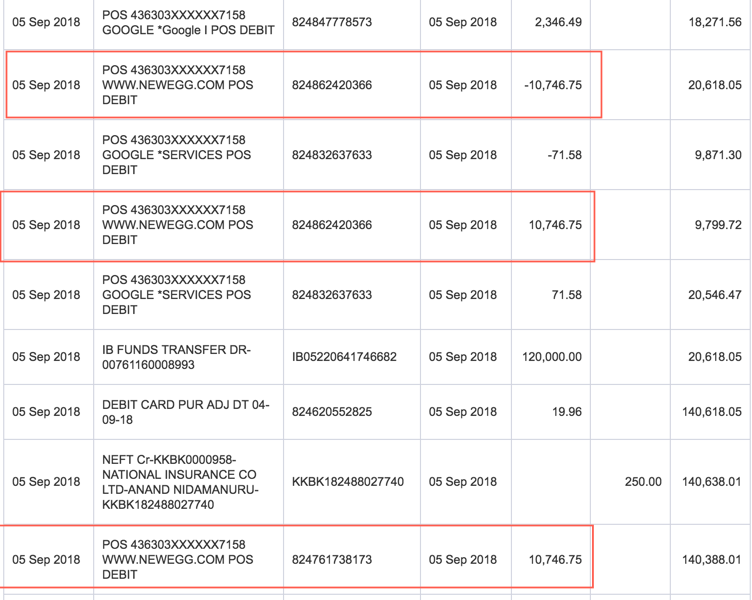 05 Sep 2018 POS 436303XXXXXX7158 GOOGLE *Google I POS DEBIT 824847778573 05 Sep 2018 2,346.49 18,271.56
05 Sep 2018 POS 436303XXXXXX7158 WWW.NEWEGG.COM POS DEBIT 824862420366 05 Sep 2018 -10,746.75 20,618.05
05 Sep 2018 POS 436303XXXXXX7158 GOOGLE *SERVICES POS DEBIT 824832637633 05 Sep 2018 -71.58 9,871.30
05 Sep 2018 POS 436303XXXXXX7158 WWW.NEWEGG.COM POS DEBIT 824862420366 05 Sep 2018 10,746.75 9,799.72
05 Sep 2018 POS 436303XXXXXX7158 GOOGLE *SERVICES POS DEBIT 824832637633 05 Sep 2018 71.58 20,546.47
05 Sep 2018 IB FUNDS TRANSFER DR-00761160008993 IB05220641746682 05 Sep 2018 120,000.00 20,618.05
05 Sep 2018 DEBIT CARD PUR ADJ DT 04-09-18 824620552825 05 Sep 2018 19.96 140,618.05
05 Sep 2018 NEFT Cr-KKBK0000958-NATIONAL INSURANCE CO LTD-ANAND NIDAMANURU-KKBK182488027740 KKBK182488027740 05 Sep 2018 250.00 140,638.01
05 Sep 2018 POS 436303XXXXXX7158 WWW.NEWEGG.COM POS DEBIT 824761738173 05 Sep 2018 10,746.75 140,388.01